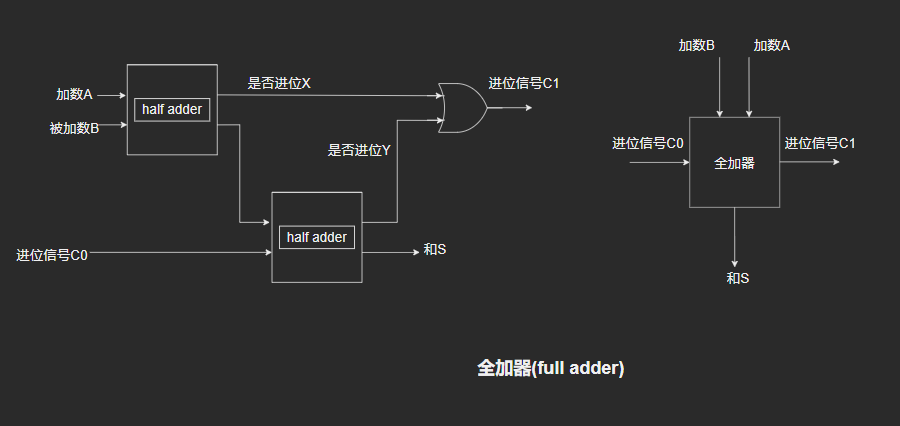 加数A
被加数B
half adder
是否进位X
进位信号C1
是否进位Y
进位信号C0
half adder
和S
加数B
加数A
进位信号C0
全加器
进位信号C1
和S
全加器(full adder)